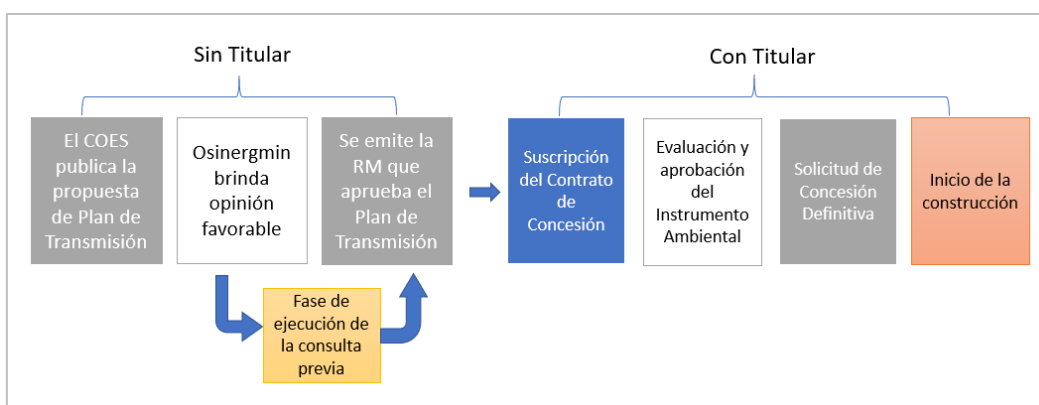 Sin Titular
Con Titular
El COES
publica la
propuesta
de Plan de
Transmisión
Osinergmin
brinda
opinión
favorable
Se emite la
RM que
aprueba el
Plan de
Transmisión
Suscripción
del Contrato
de
Concesión
Evaluación y
aprobación
del
Instrumento
Ambiental
Solicitud de
Concesión
Definitiva
Inicio de la
construcción
Fase de
ejecución de
la consulta
previa